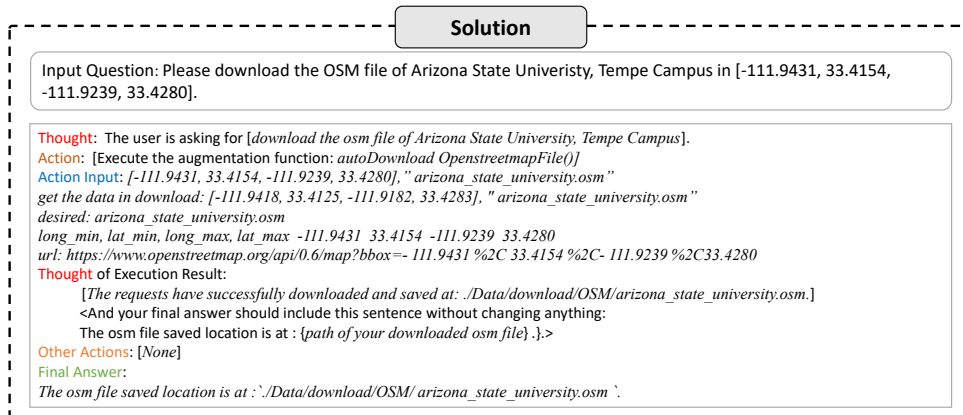 Solution
Input Question: Please download the OSM file of Arizona State Univeristy, Tempe Campus in [-111.9431, 33.4154,
-111.9239, 33.4280].
Thought: The user is asking for [download the osm file of Arizona State University, Tempe Campus].
Action: [Execute the augmentation function: autoDownload OpenstreetmapFile()]
Action Input: [-111.9431, 33.4154, -111.9239, 33.4280],” arizona_state_university.osm”
get the data in download: [-111.9418, 33.4125, -111.9182, 33.4283], " arizona_state_university.osm”
desired: arizona_state_university.osm
long_min, lat_min, long_max, lat_max -111.9431 33.4154 -111.9239 33.4280
url: https://www.openstreetmap.org/api/0.6/map?bbox=- 111.9431 %2C 33.4154 %2C- 111.9239 %2C33.4280
Thought of Execution Result:
[The requests have successfully downloaded and saved at: ./Data/download/OSM/arizona_state_university.osm.]
<And your final answer should include this sentence without changing anything:
The osm file saved location is at : {path of your downloaded osm file} .}.>
Other Actions: [None]
Final Answer:
The osm file saved location is at :`./Data/download/OSM/ arizona_state_university.osm `.